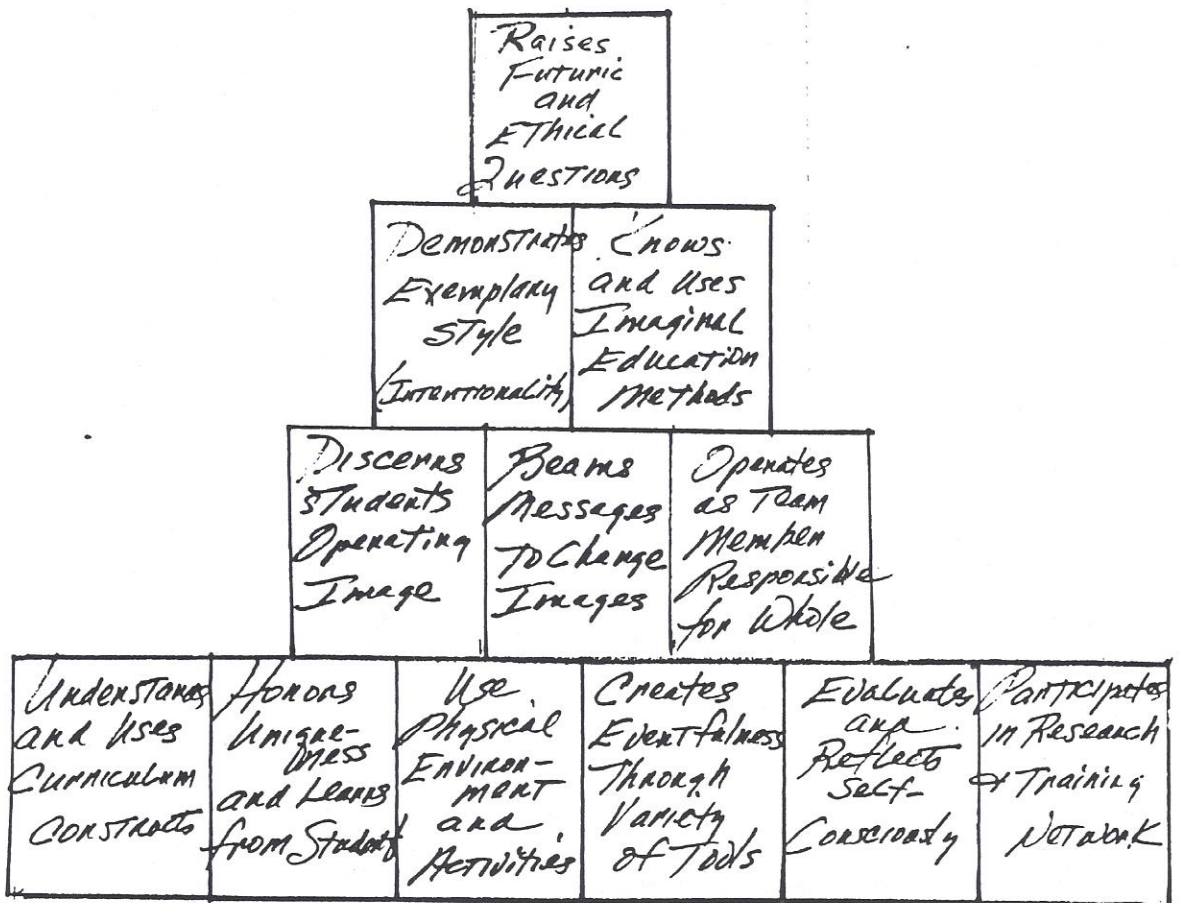 Raises
Futuric
and
Ethical
Questions
Demonstrates
Exemplary
Style
(Intentionality)
Knows
and Uses
Imaginal
Education
Methods
Discerns
Students
Operating
Image
Beams
Messages
To Change
Images
Operates
as Team
Member
Responsible
for Whole
Understands
and Uses
Curriculum
Constructs
Honors
Unique-
ness
and Learns
from Student
Use
Physical
Environ-
ment
and
Activities
Creates
Eventfulness
Through
Variety
of Tools
Evaluates
and
Reflects
Self-
Consciously
Participates
in Research
& Training
Network